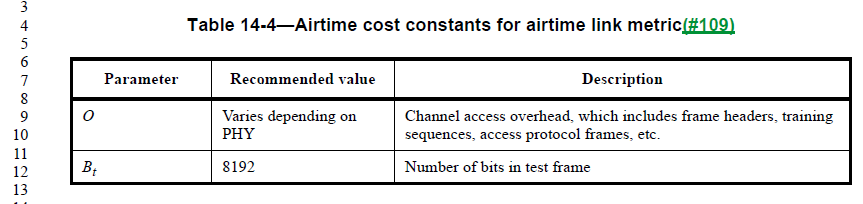 3
4 Table 14-4—Airtime cost constants for airtime link metric(#109)
5
6
7 Parameter Recommended value Description
8
9 O Varies depending on Channel access overhead, which includes frame headers, training
10 PHY sequences, access protocol frames, etc.
11
12 Bt 8192 Number of bits in test frame
13